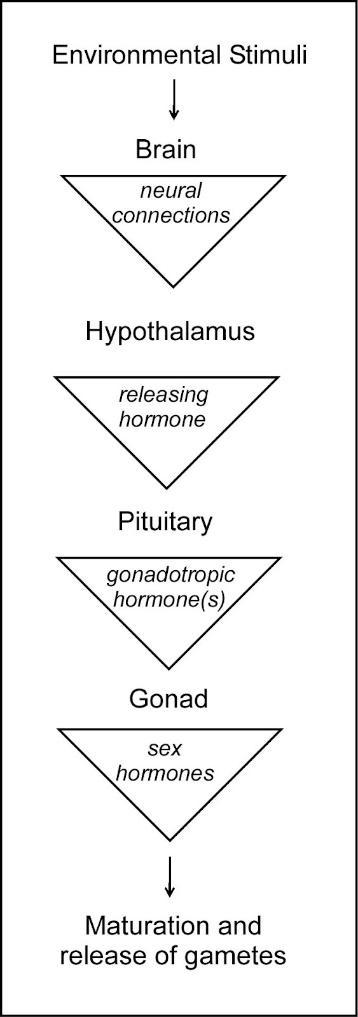 Environmental Stimuli
Brain
neural
connections
Hypothalamus
releasing
hormone
Pituitary
gonadotropic
hormone(s)
Gonad
sex
hormones
Maturation and
release of gametes